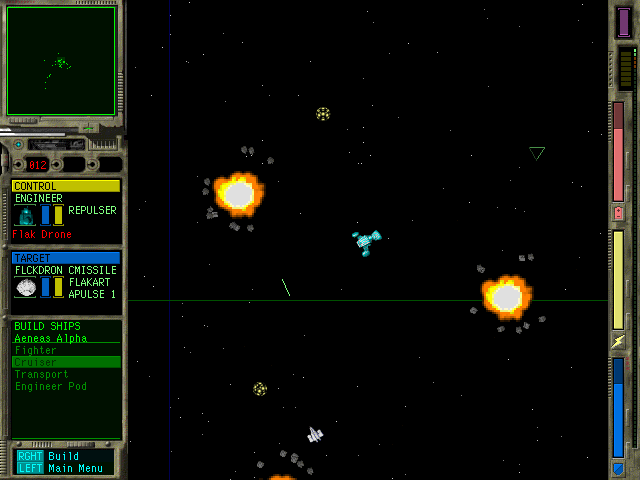 012
CONTROL
ENGINEER
REPULSER
Flak Drone
TARGET
FLCKDRON CMISSILE
FLAKART
APULSE 1
BUILD SHIPS
Aeneas Alpha
Fighter
Cruiser
Transport
Engineer Pod
RGHT Build
LEFT Main Menu